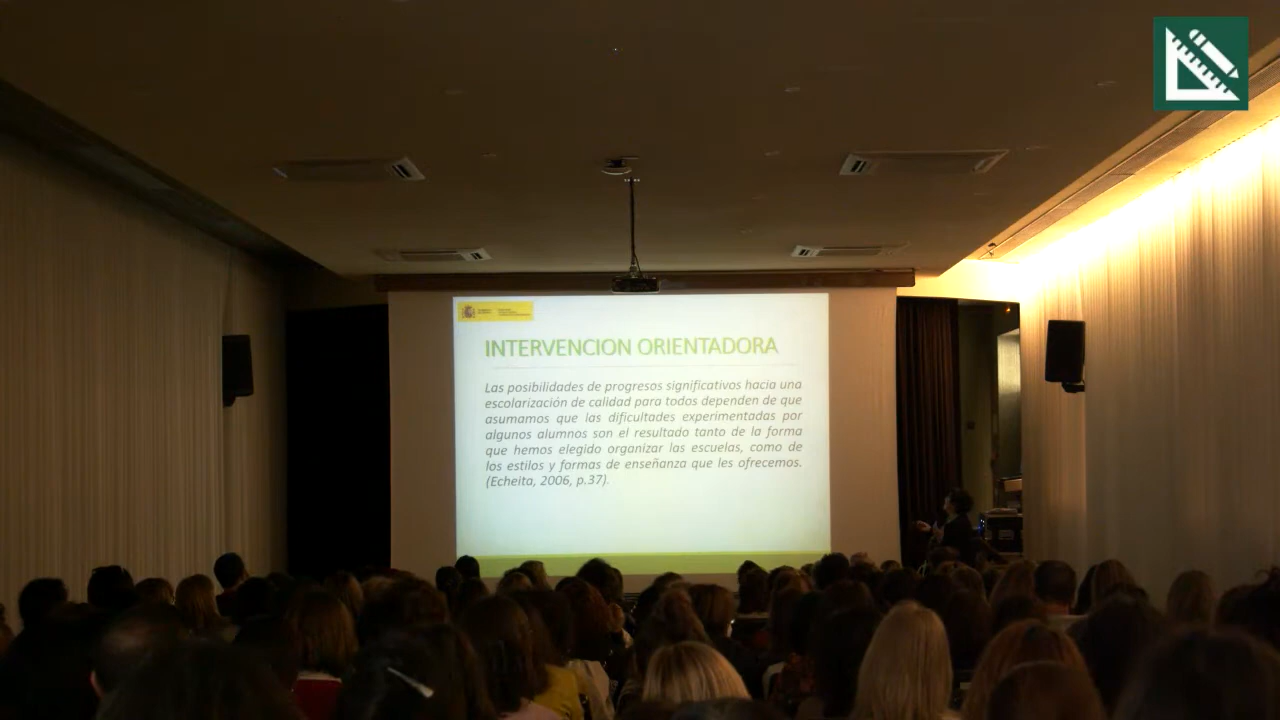 INTERVENCION ORIENTADORA
Las posibilidades de progresos significativos hacia una
escolarización de calidad para todos dependen de que
asumamos que las dificultades experimentadas por
algunos alumnos son el resultado tanto de la forma
que hemos elegido organizar las escuelas, como de
los estilos y formas de enseñanza que les ofrecemos.
(Echeita, 2006, p.37).